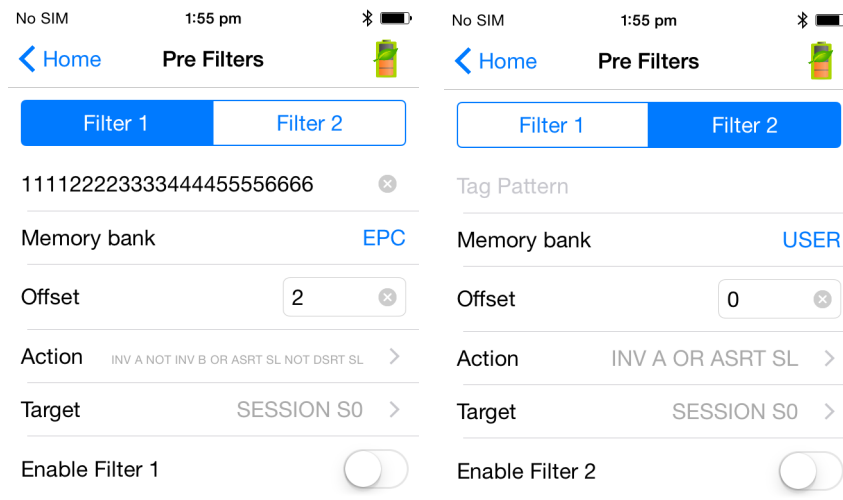 No SIM 1:55 pm
Home Pre Filters
Filter 1 Filter 2
111122223333444455556666
Memory bank EPC
Offset 2
Action INV A NOT INV B OR ASRT SL NOT DSRT SL
Target SESSION S0
Enable Filter 1
No SIM 1:55 pm
Home Pre Filters
Filter 1 Filter 2
Tag Pattern
Memory bank USER
Offset 0
Action INV A OR ASRT SL
Target SESSION S0
Enable Filter 2